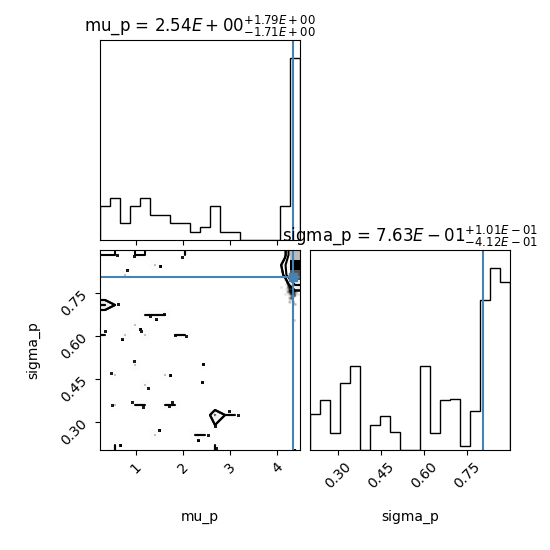 mu_p = 2.54E + 00+1.79E+00−1.71E+00
sigma_p = 7.63E − 01+1.01E−01−4.12E−01
0.75
0.60
0.45
0.30
sigma_p
1
2
3
4
mu_p
0.30
0.45
0.60
0.75
sigma_p